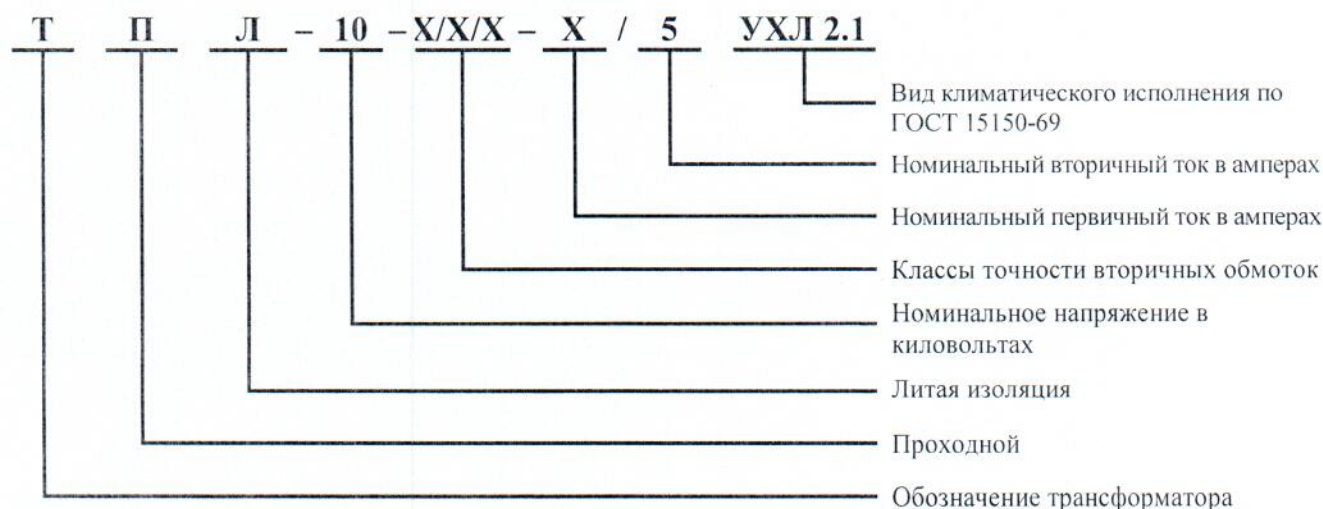 Т П Л – 10 – Х/Х/Х – Х / 5 УХЛ 2.1
Вид климатического исполнения по
ГОСТ 15150-69
Номинальный вторичный ток в амперах
Номинальный первичный ток в амперах
Классы точности вторичных обмоток
Номинальное напряжение в
киловольтах
Литая изоляция
Проходной
Обозначение трансформатора